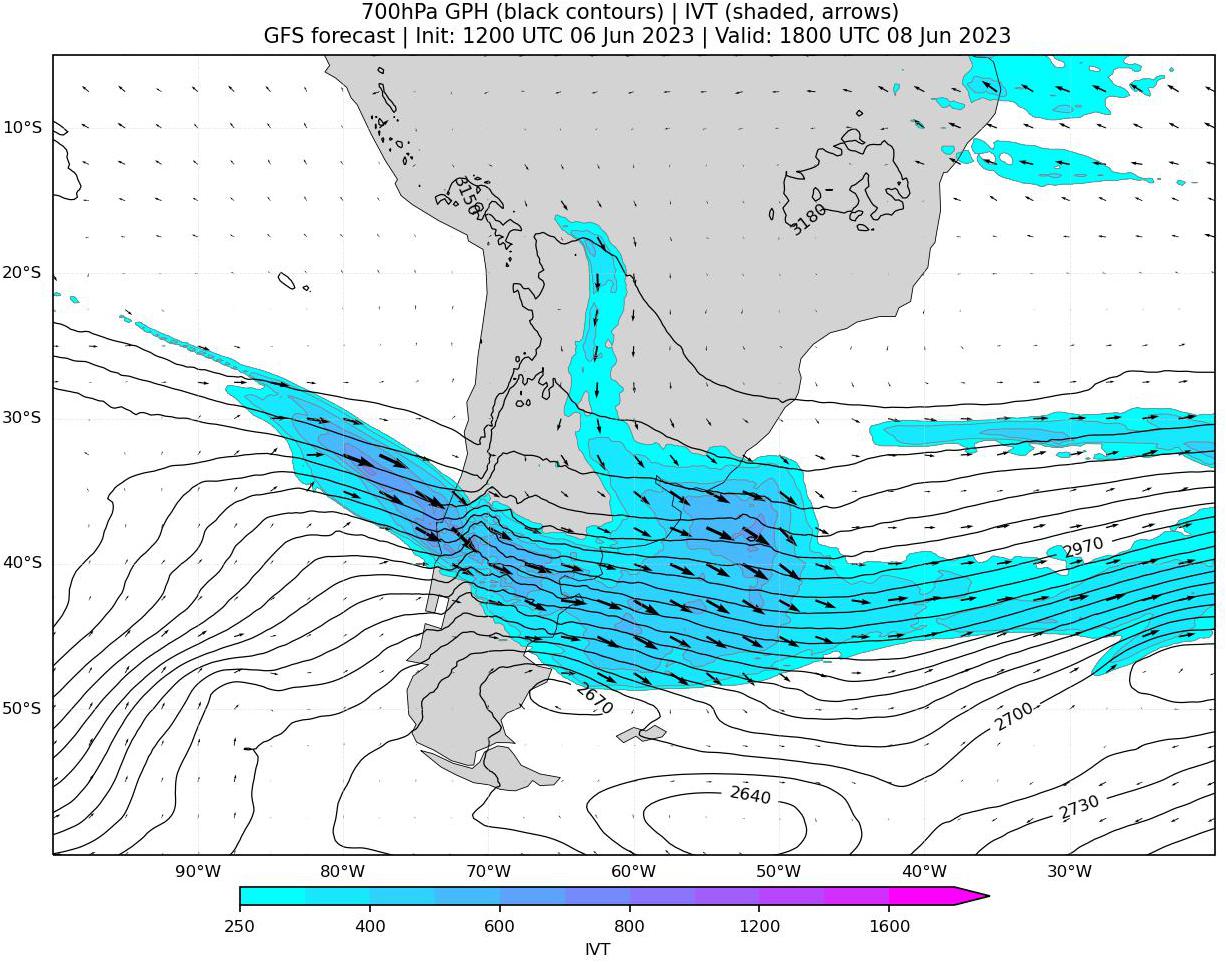 700hPa GPH (black contours) | IVT (shaded, arrows)
GFS forecast | Init: 1200 UTC 06 Jun 2023 | Valid: 1800 UTC 08 Jun 2023
10°S
3150
3180
20°S
30°S
2970
40°S
2670
50°S
2700
2640
2730
90°W 80°W 70°W 60°W 50°W 40°W 30°W
250 400 600 800 1200 1600
IVT